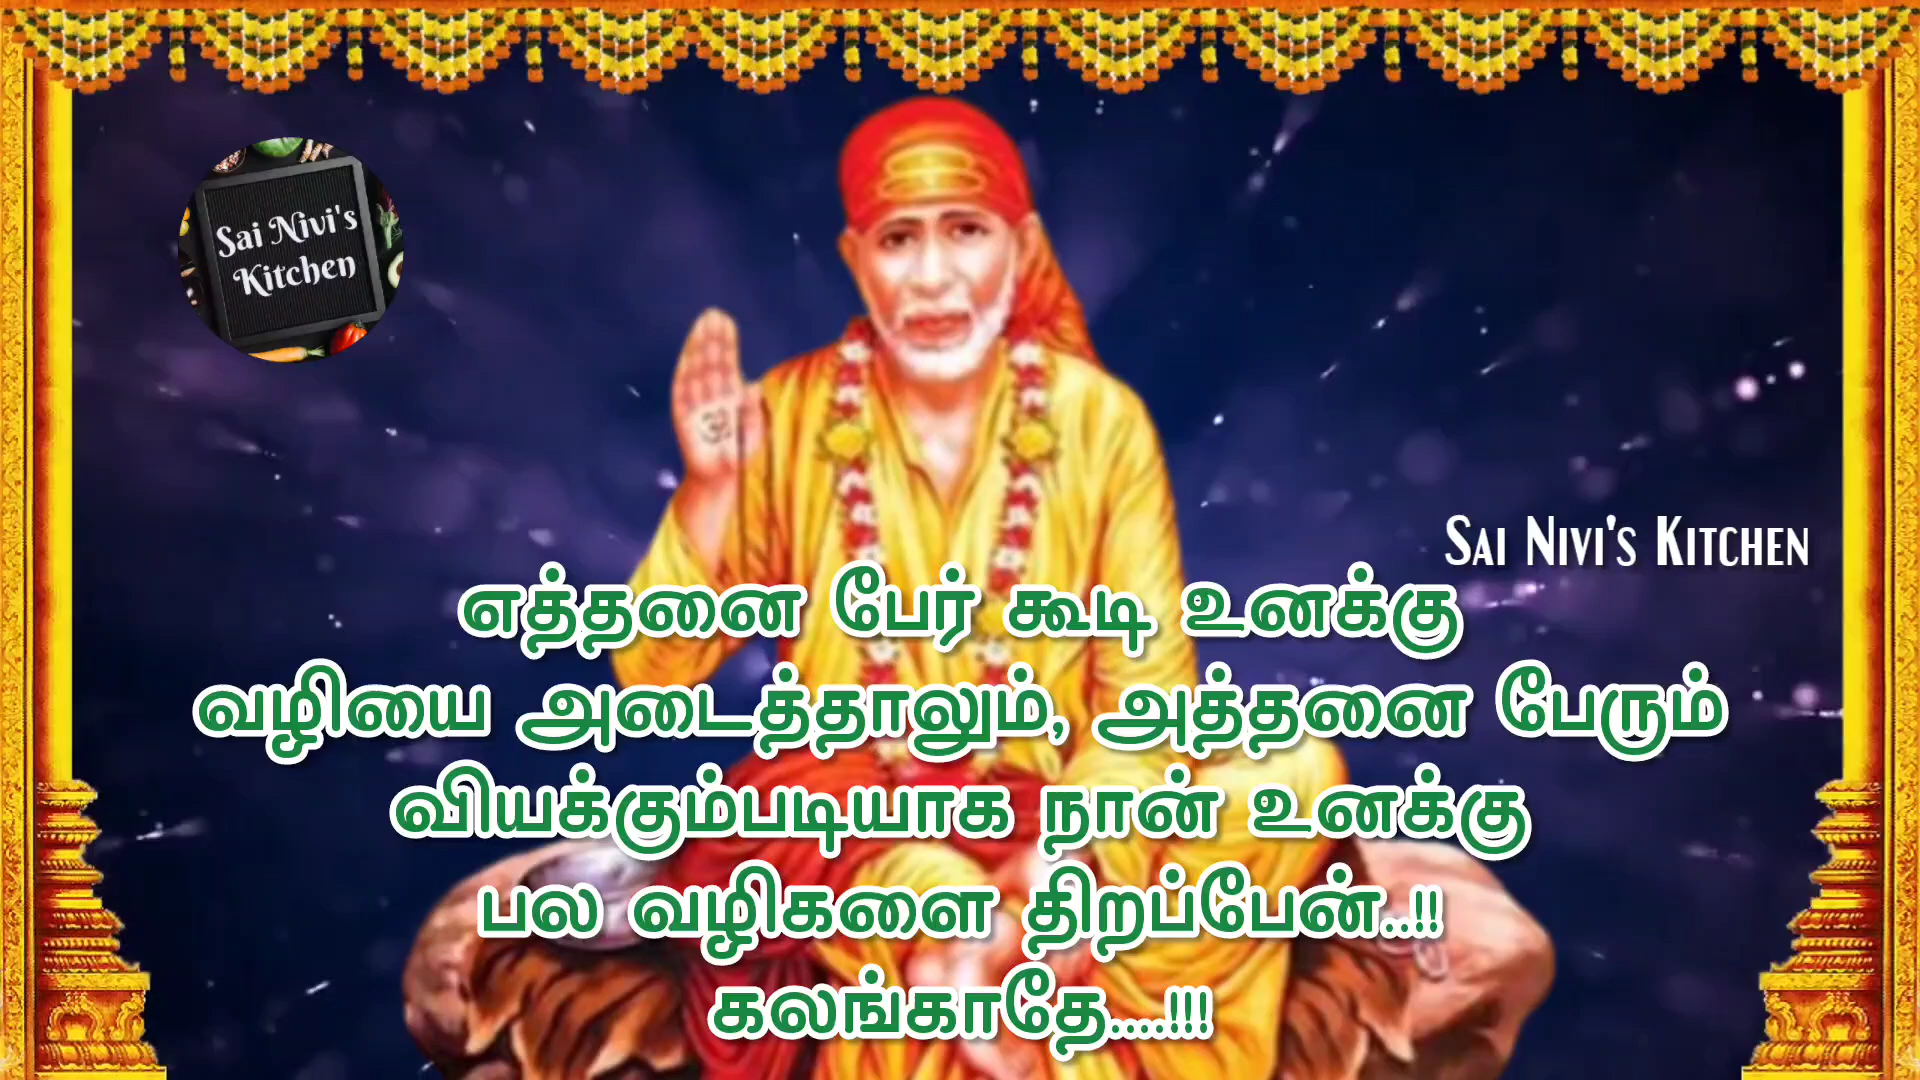 Sai Nivi's
Kitchen
ॐ
SAI NIVI'S KITCHEN
எத்தனை பேர் கூடி உனக்கு
வழியை அடைத்தாலும், அத்தனை பேரும்
வியக்கும்படியாக நான் உனக்கு
பல வழிகளை திறப்பேன்..!!
கலங்காதே....!!!